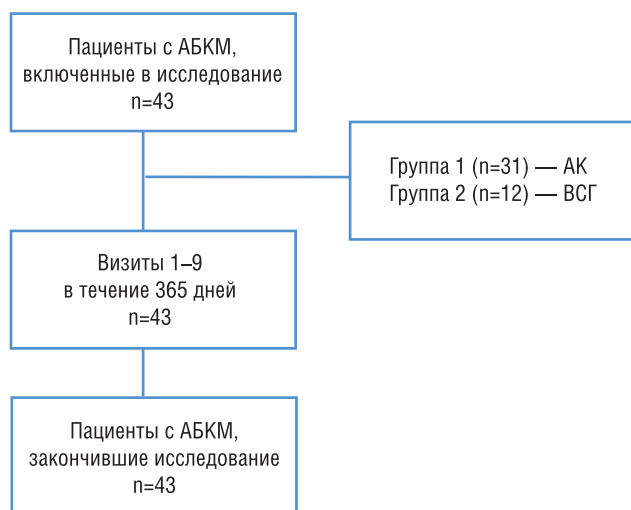 Пациенты с АБКМ,
включенные в исследование
n=43
Группа 1 (n=31) — АК
Группа 2 (n=12) — ВСГ
Визиты 1–9
в течение 365 дней
n=43
Пациенты с АБКМ,
закончившие исследование
n=43